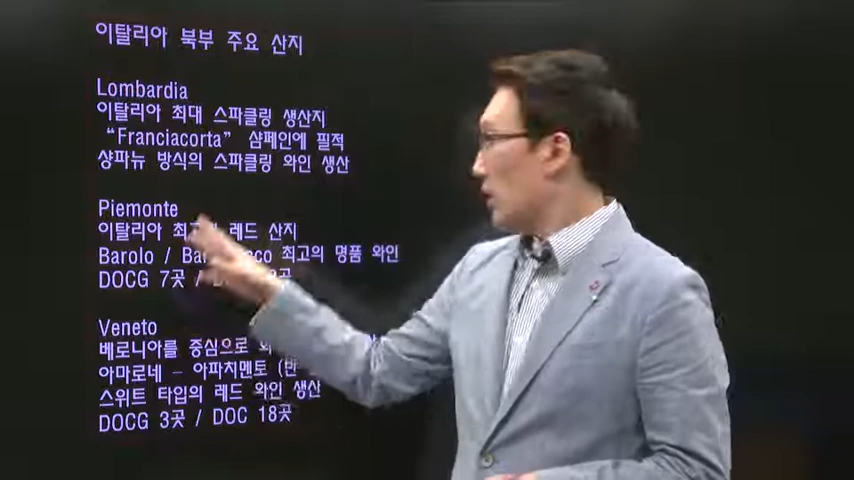 이탈리아 북부 주요 산지
Lombardia
이탈리아 최대 스파클링 생산지
"Franciacorta" 샴페인에 필적
샹파뉴 방식의 스파클링 와인 생산
Piemonte
이탈리아 레드 산지
Barolo / 최고의 명품 와인
DOCG 7곳 /
Veneto
베로니아를 중심으로
아마로네 - 아파치멘토
스위트 타입의 레드 와인 생산
DOCG 3곳 / DOC 18곳